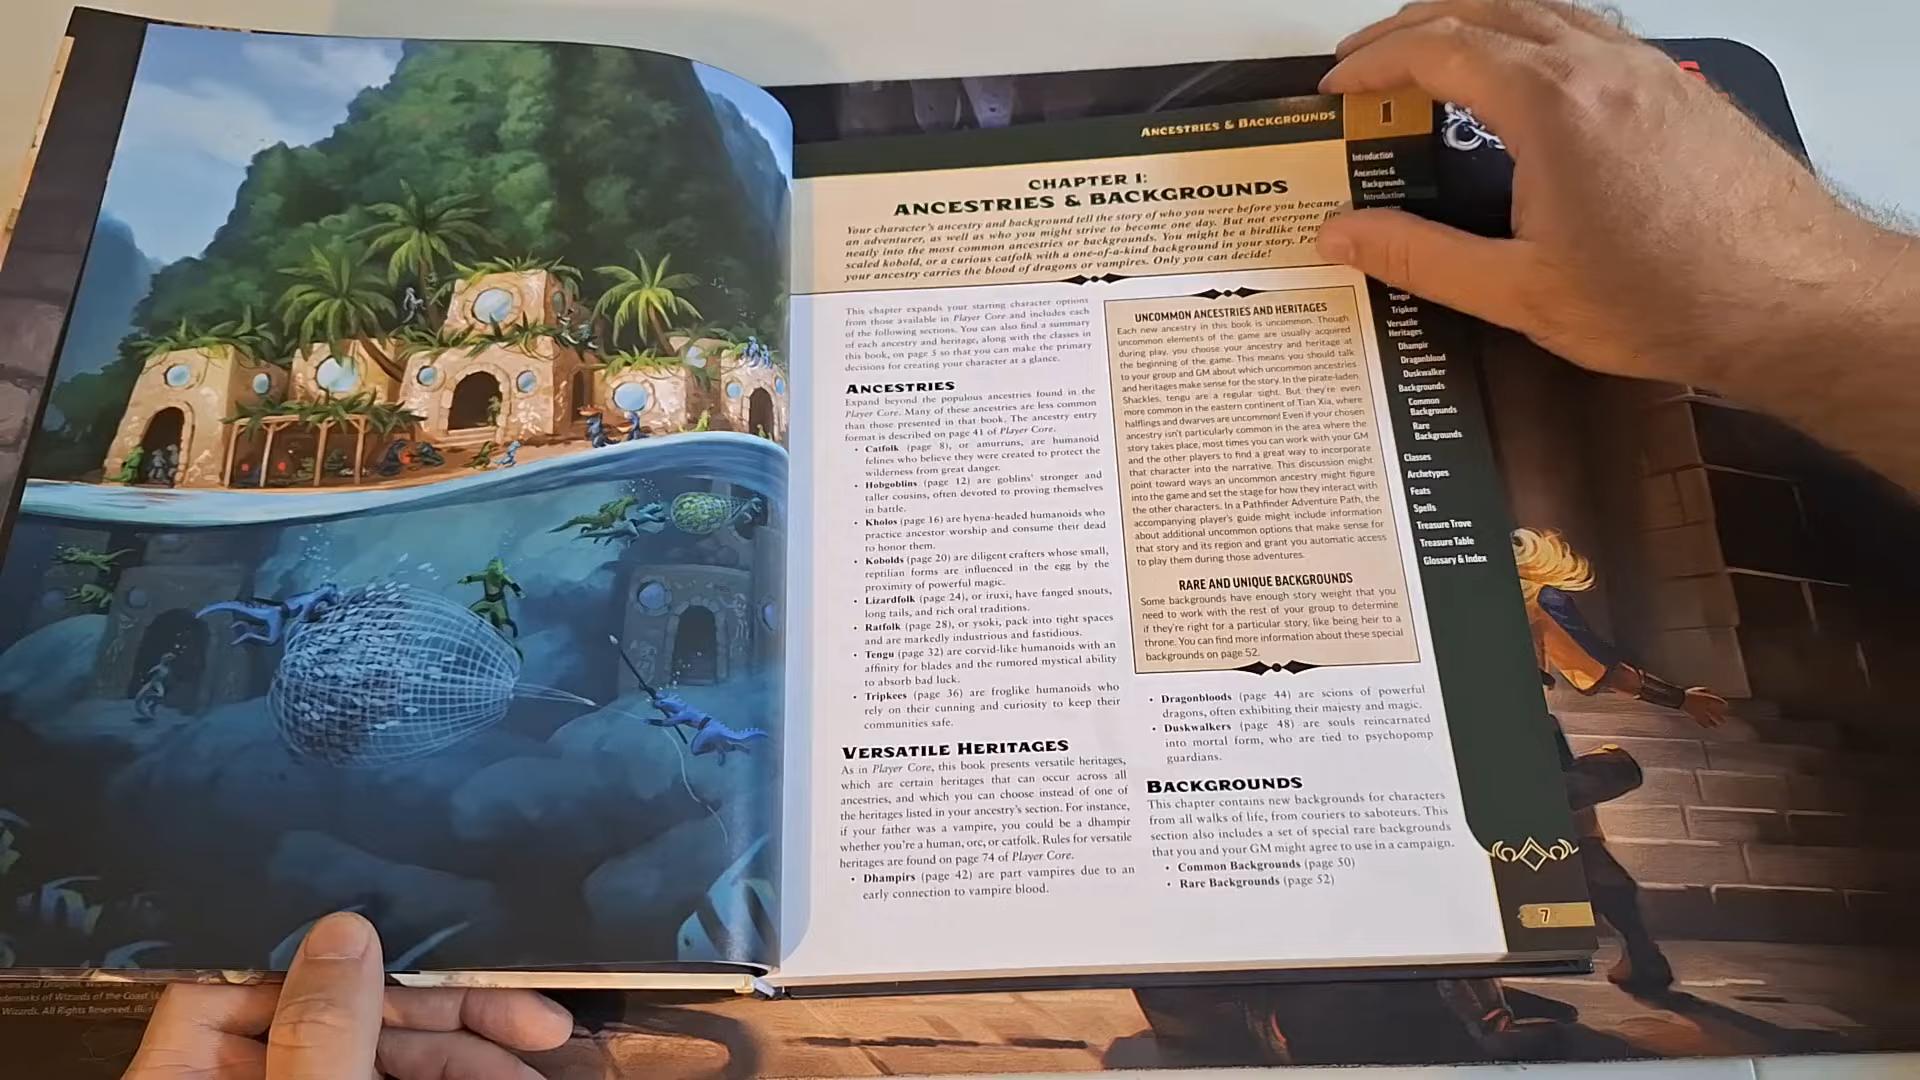 ANCESTRIES & BACKGROUNDS
1
CHAPTER 1:
ANCESTRIES & BACKGROUNDS
Your character's ancestry and background tell the story of who you were before you became
an adventurer, as well as who you might strive to become one day. But not everyone
neatly into the most common ancestries or backgrounds. You might be a birdlike
scaled kobold, or a curious catfolk with a one-of-a-kind background in your story.
your ancestry carries the blood of dragons or vampires. Only you can decide!
This chapter expands your starting character options
from those available in Player Core and includes each
of the following sections. You can also find a summary
of each ancestry and heritage, along with the classes in
this book, on page 5 so that you can make the primary
decisions for creating your character at a glance.
ANCESTRIES
Expand beyond the populous ancestries found in the
Player Core. Many of these ancestries are less common
than those presented in that book. The ancestry entry
format is described on page 41 of Player Core.
• Catfolk (page 8), or amurruns, are humanoid
felines who believe they were created to protect the
wilderness from great danger.
• Hobgoblins (page 12) are goblins' stronger and
taller cousins, often devoted to proving themselves
in battle.
• Kholos (page 16) are hyena-headed humanoids who
practice ancestor worship and consume their dead
to honor them.
• Kobolds (page 20) are diligent crafters whose small,
reptilian forms are influenced in the egg by the
proximity of powerful magic.
• Lizardfolk (page 24), or iruxi, have fanged snouts,
long tails, and rich oral traditions.
• Ratfolk (page 28), or ysoki, pack into tight spaces
and are markedly industrious and fastidious.
• Tengu (page 32) are corvid-like humanoids with an
affinity for blades and the rumored mystical ability
to absorb bad luck.
• Tripkees (page 36) are froglike humanoids who
rely on their cunning and curiosity to keep their
communities safe.
VERSATILE HERITAGES
As in Player Core, this book presents versatile heritages,
which are certain heritages that can occur across all
ancestries, and which you can choose instead of one of
the heritages listed in your ancestry's section. For instance,
if your father was a vampire, you could be a dhampir
whether you're a human, orc, or catfolk. Rules for versatile
heritages are found on page 74 of Player Core.
• Dhampirs (page 42) are part vampires due to an
early connection to vampire blood.
UNCOMMON ANCESTRIES AND HERITAGES
Each new ancestry in this book is uncommon. Though
uncommon elements of the game are usually acquired
during play, you choose your ancestry and heritage at
the beginning of the game. This means you should talk
to your group and GM about which uncommon ancestries
and heritages make sense for the story. In the pirate-laden
Shackles, tengu are a regular sight. But they're even
more common in the eastern continent of Tian Xia, where
halflings and dwarves are uncommon! Even if your chosen
ancestry isn't particularly common in the area where the
story takes place, most times you can work with your GM
and the other players to find a great way to incorporate
that character into the narrative. This discussion might
point toward ways an uncommon ancestry might figure
into the game and set the stage for how they interact with
the other characters. In a Pathfinder Adventure Path, the
accompanying player's guide might include information
about additional uncommon options that make sense for
that story and its region and grant you automatic access
to play them during those adventures.
RARE AND UNIQUE BACKGROUNDS
Some backgrounds have enough story weight that you
need to work with the rest of your group to determine
if they're right for a particular story, like being heir to a
throne. You can find more information about these special
backgrounds on page 52.
• Dragonbloods (page 44) are scions of powerful
dragons, often exhibiting their majesty and magic.
• Duskwalkers (page 48) are souls reincarnated
into mortal form, who are tied to psychopomp
guardians.
BACKGROUNDS
This chapter contains new backgrounds for characters
from all walks of life, from couriers to saboteurs. This
section also includes a set of special rare backgrounds
that you and your GM might agree to use in a campaign.
• Common Backgrounds (page 50)
• Rare Backgrounds (page 52)
Introduction
Ancestries &
Backgrounds
Introduction
Tengu
Tripkee
Versatile
Heritages
Dhampir
Dragonblood
Duskwalker
Backgrounds
Common
Backgrounds
Rare
Backgrounds
Classes
Archetypes
Feats
Spells
Treasure Trove
Treasure Table
Glossary & Index
7
of Wizards of the Coast
Wizards. All Rights Reserved.